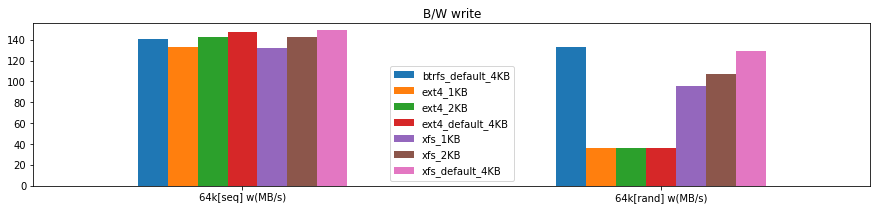 B/W write
140
120
100
80
60
40
20
0
btrfs_default_4KB
ext4_1KB
ext4_2KB
ext4_default_4KB
xfs_1KB
xfs_2KB
xfs_default_4KB
64k[seq] w(MB/s)
64k[rand] w(MB/s)